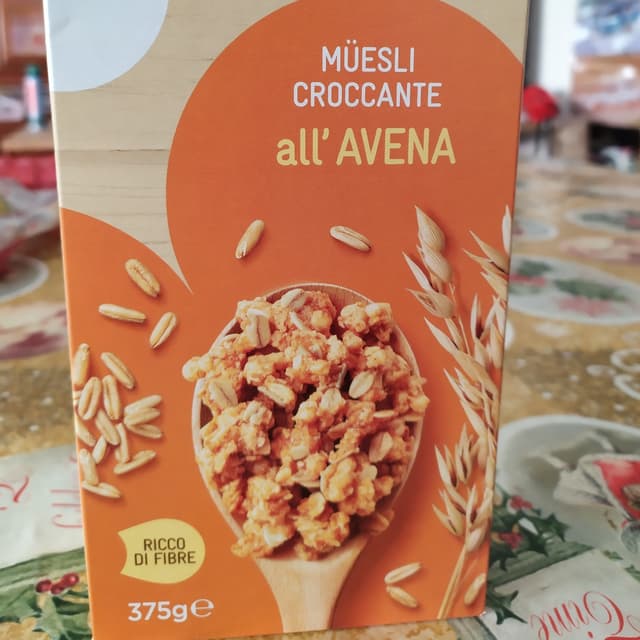 MÜESLI
CROCCANTE
all' AVENA
RICCO
DI FIBRE
375g℮